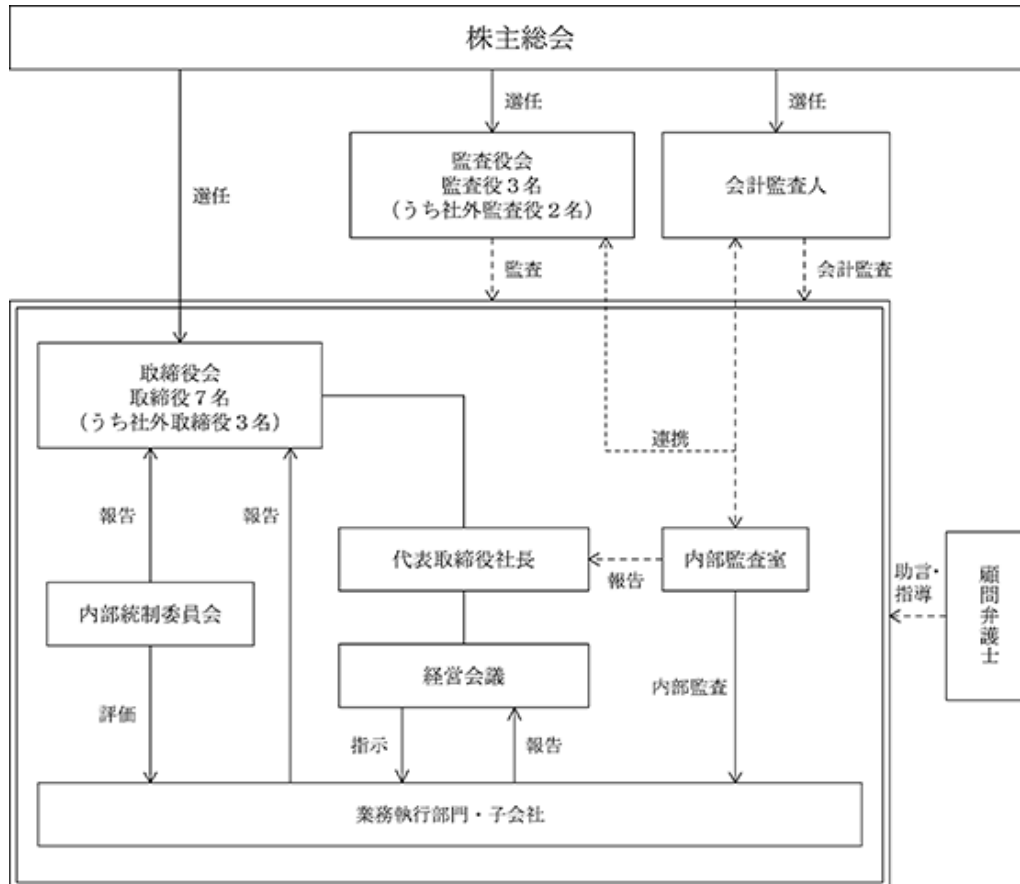 株主総会
選任
選任
選任
監査役会
監査役３名
（うち社外監査役２名）
会計監査人
監査
会計監査
取締役会
取締役７名
（うち社外取締役３名）
連携
報告
報告
代表取締役社長
報告
内部監査室
助言・
指導
顧問弁護士
内部統制委員会
経営会議
内部監査
評価
指示
報告
業務執行部門・子会社